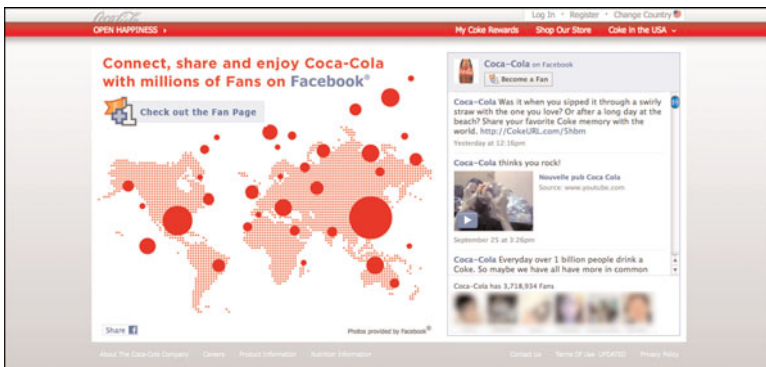 Coca-Cola
Log In • Register • Change Country
OPEN HAPPINESS
My Coke Rewards Shop Our Store Coke in the USA
Connect, share and enjoy Coca-Cola
with millions of Fans on Facebook®
Check out the Fan Page
Share
Photos provided by Facebook®
Coca-Cola on Facebook
Become a Fan
Coca-Cola Was it when you sipped it through a swirly
straw with the one you love? Or after a long day at the
beach? Share your favorite Coke memory with the
world. http://CokeURL.com/5hbm
Yesterday at 12:16pm
Coca-Cola thinks you rock!
Nouvelle pub Coca Cola
Source: www.youtube.com
September 25 at 3:26pm
Coca-Cola Everyday over 1 billion people drink a
Coke. So maybe we have all have more in common
Coca-Cola has 3,718,934 Fans
About The Coca-Cola Company Careers Product Information Nutrition Information
Contact Us Terms Of Use UPDATED Privacy Policy